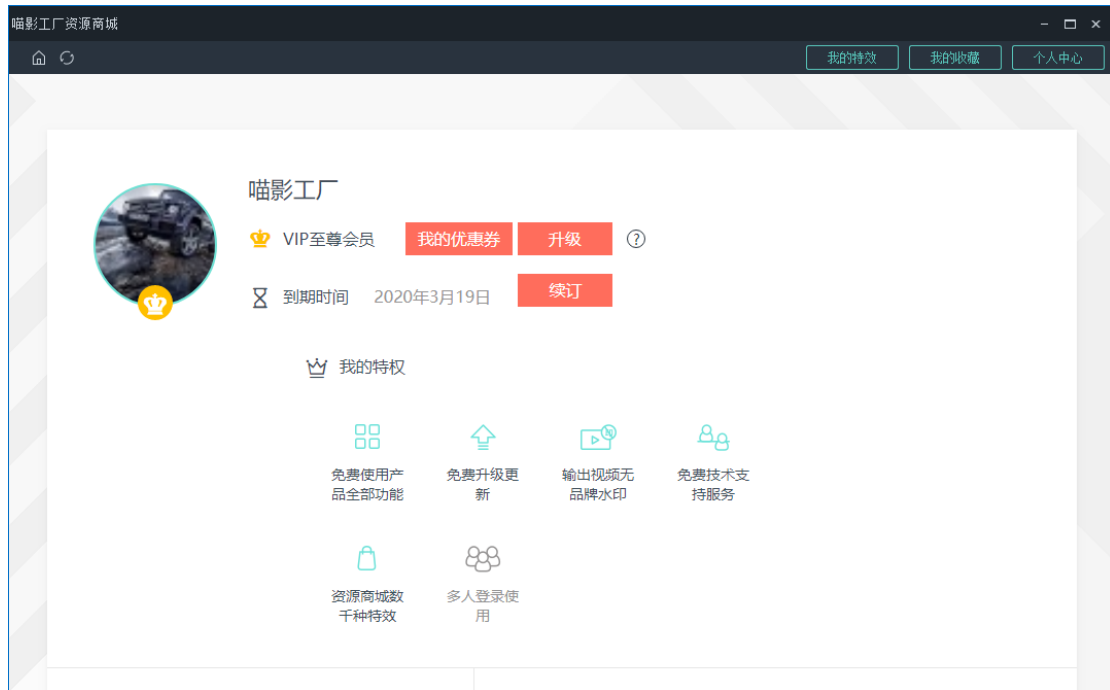 喵影工厂资源商城
我的特效 我的收藏 个人中心
喵影工厂
VIP至尊会员 我的优惠券 升级 ?
到期时间 2020年3月19日 续订
我的特权
免费使用产
品全部功能
免费升级更
新
输出视频无
品牌水印
免费技术支
持服务
资源商城数
千种特效
多人登录使
用